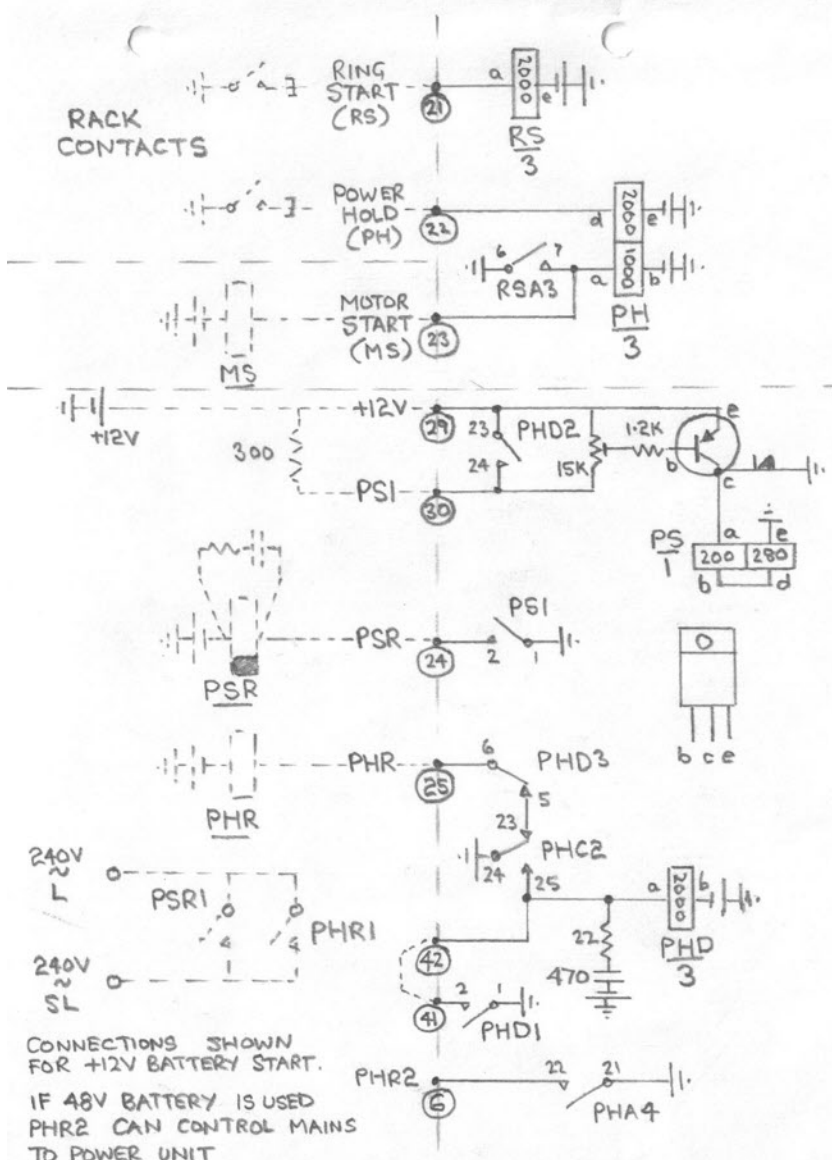 RACK
CONTACTS
RING
START
(RS)
21
a
2000
e
RS
3
POWER
HOLD
(PH)
22
d
2000
e
6
7
RSA3
a
1000
b
PH
3
MS
MOTOR
START
(MS)
23
+12V
+12V
29
23
PHD2
24
1.2K
15K
e
b
c
300
PS1
30
PS
1
a
e
200
280
b
d
PSR
PSR
24
PS1
2
1
b c e
PHR
PHR
25
6
PHD3
5
23
PHC2
24
25
240V
~
L
PSR1
PHR1
240V
~
SL
a
2000
b
PHD
3
22
470
42
41
2
1
PHD1
CONNECTIONS SHOWN
FOR +12V BATTERY START.
PHR2
6
22
21
PHA4
IF 48V BATTERY IS USED
PHR2 CAN CONTROL MAINS
TO POWER UNIT